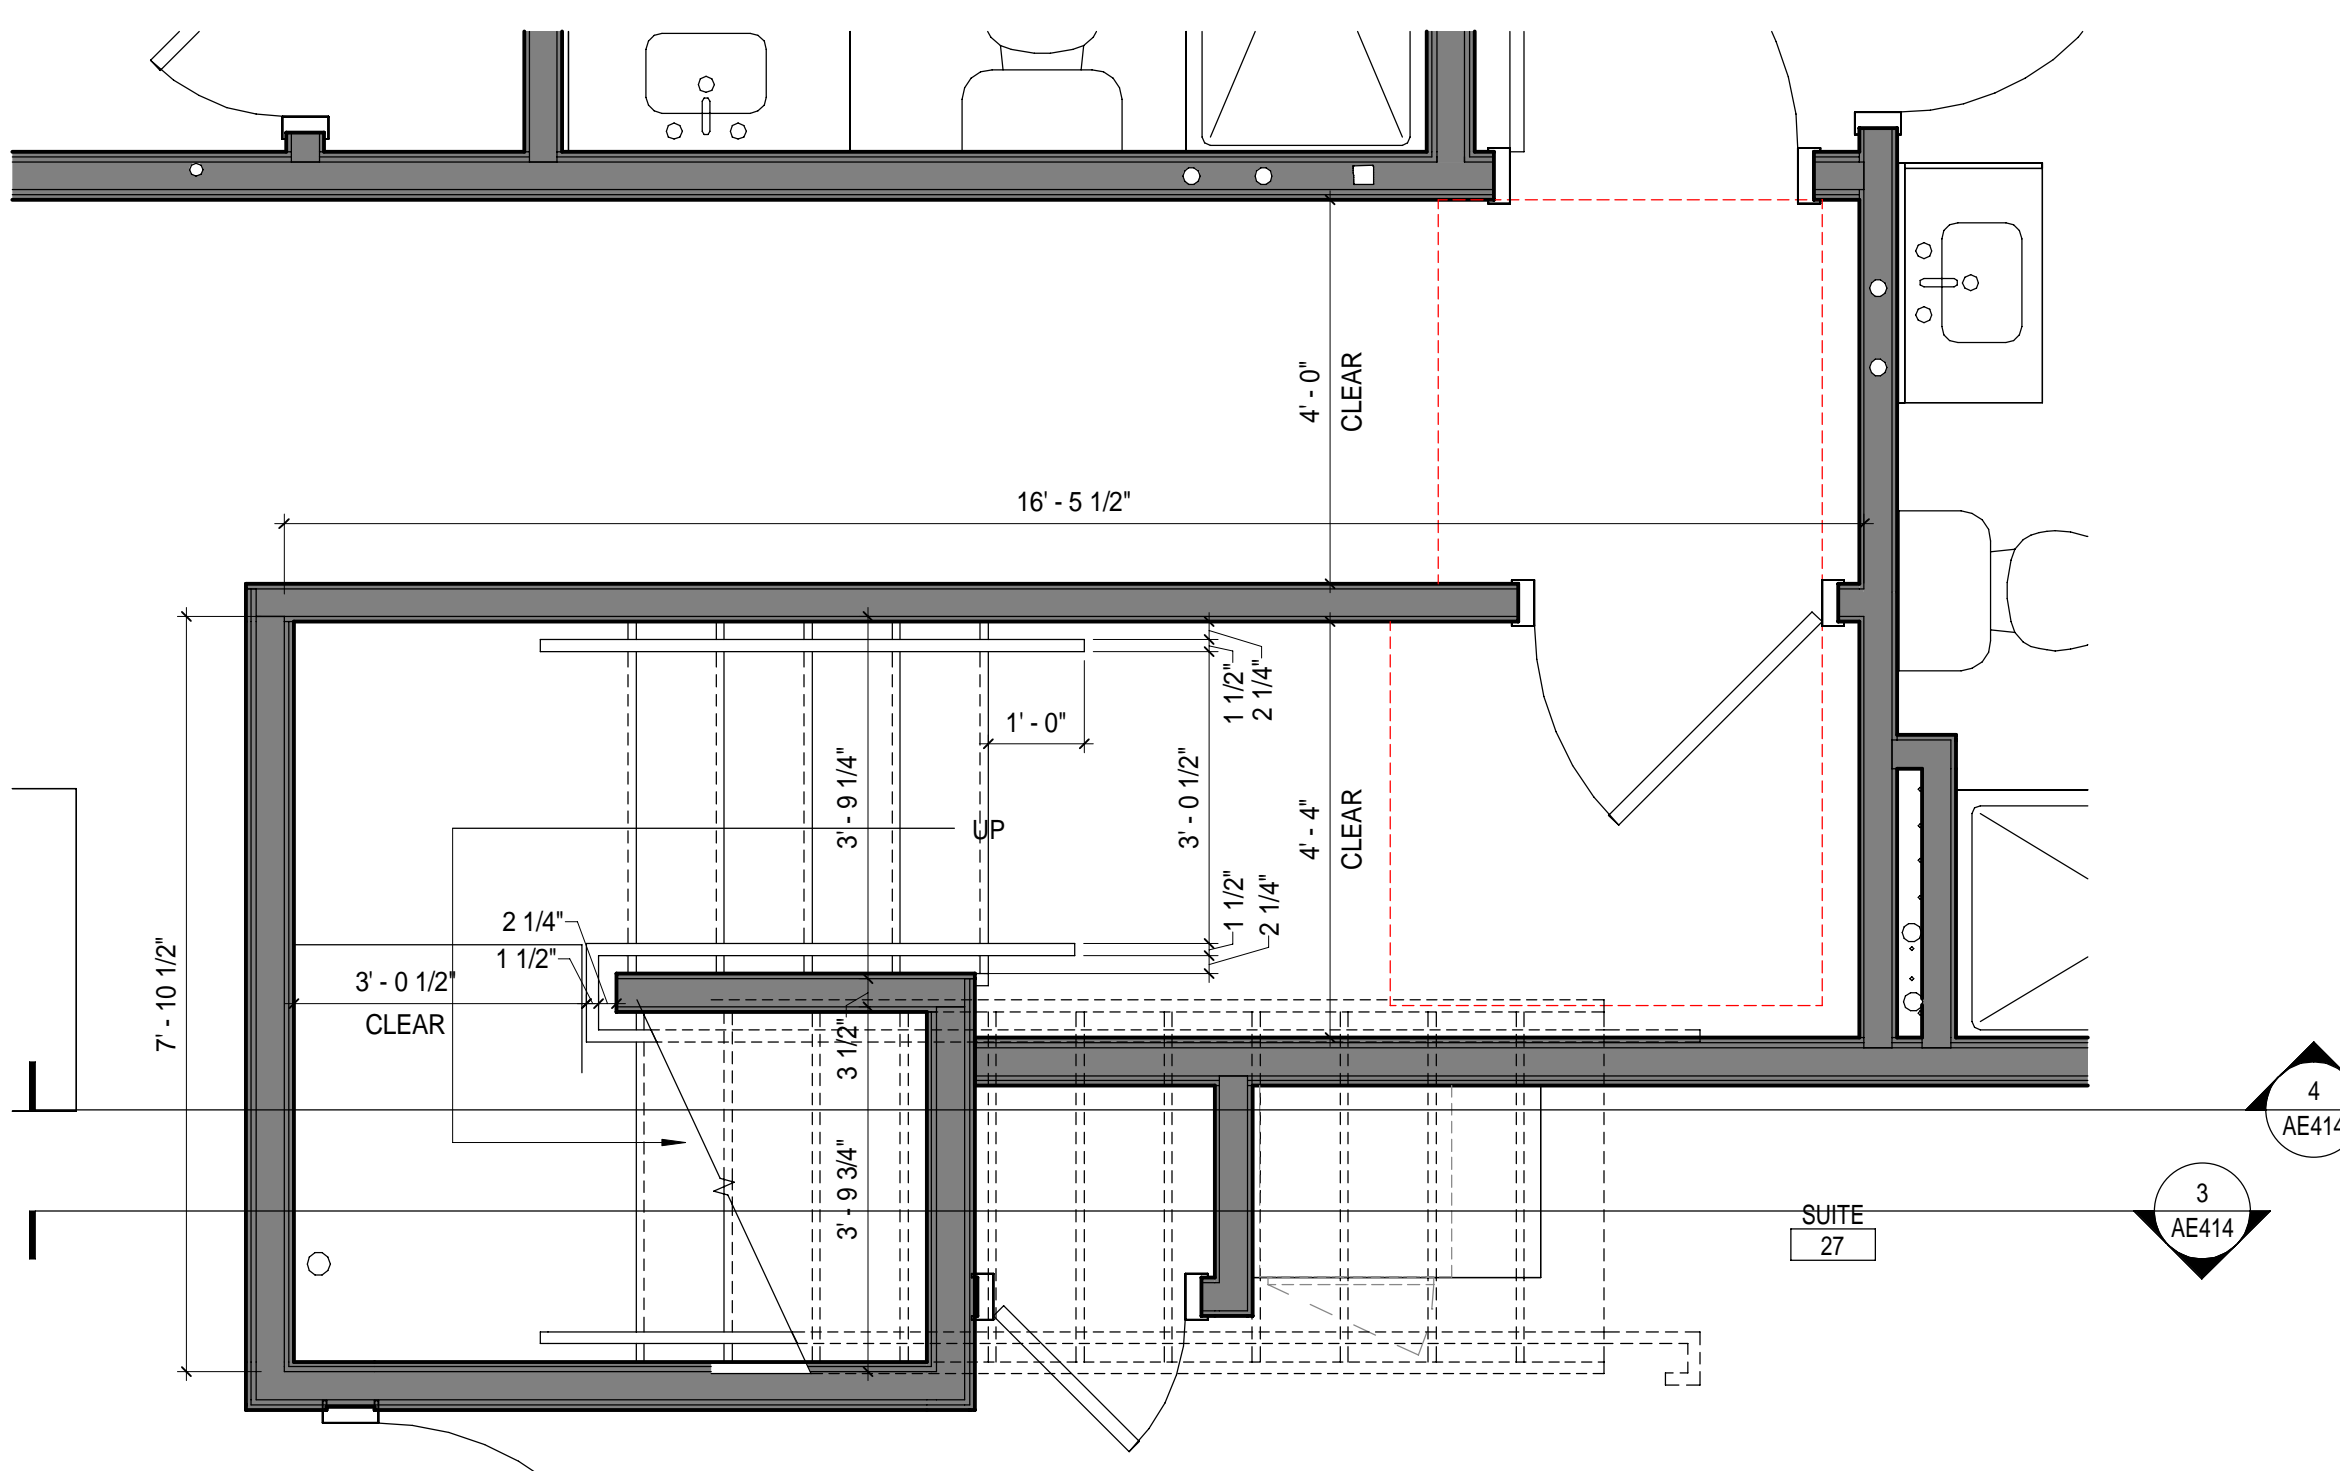 4' - 0"
CLEAR
16' - 5 1/2"
1 1/2"
2 1/4"
1' - 0"
3' - 9 1/4"
3' - 0 1/2"
4' - 4"
CLEAR
UP
2 1/4"
1 1/2"
1 1/2"
2 1/4"
3' - 0 1/2"
CLEAR
7' - 10 1/2"
3 1/2"
3' - 9 3/4"
4
AE414
3
AE414
SUITE
27